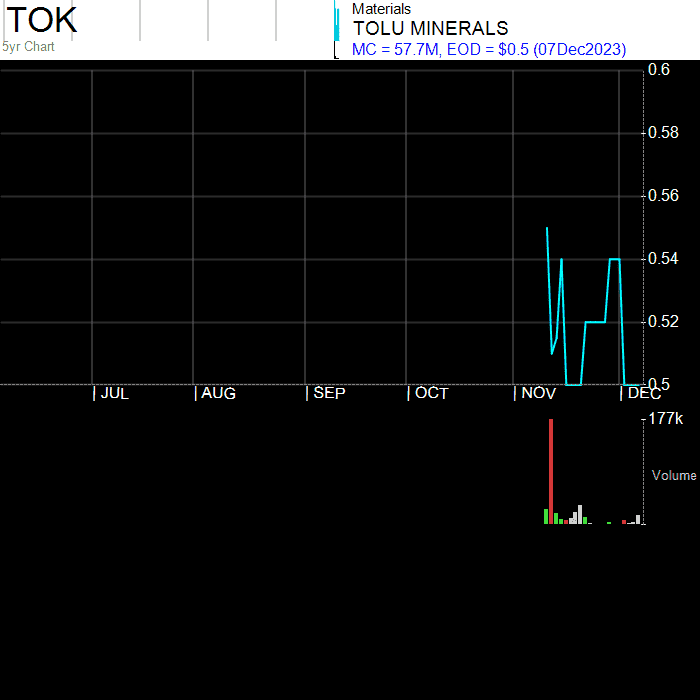 TOK
5yr Chart
Materials
TOLU MINERALS
MC = 57.7M, EOD = $0.5 (07Dec2023)
0.6
0.58
0.56
0.54
0.52
0.5
JUL AUG SEP OCT NOV DEC
177k
Volume